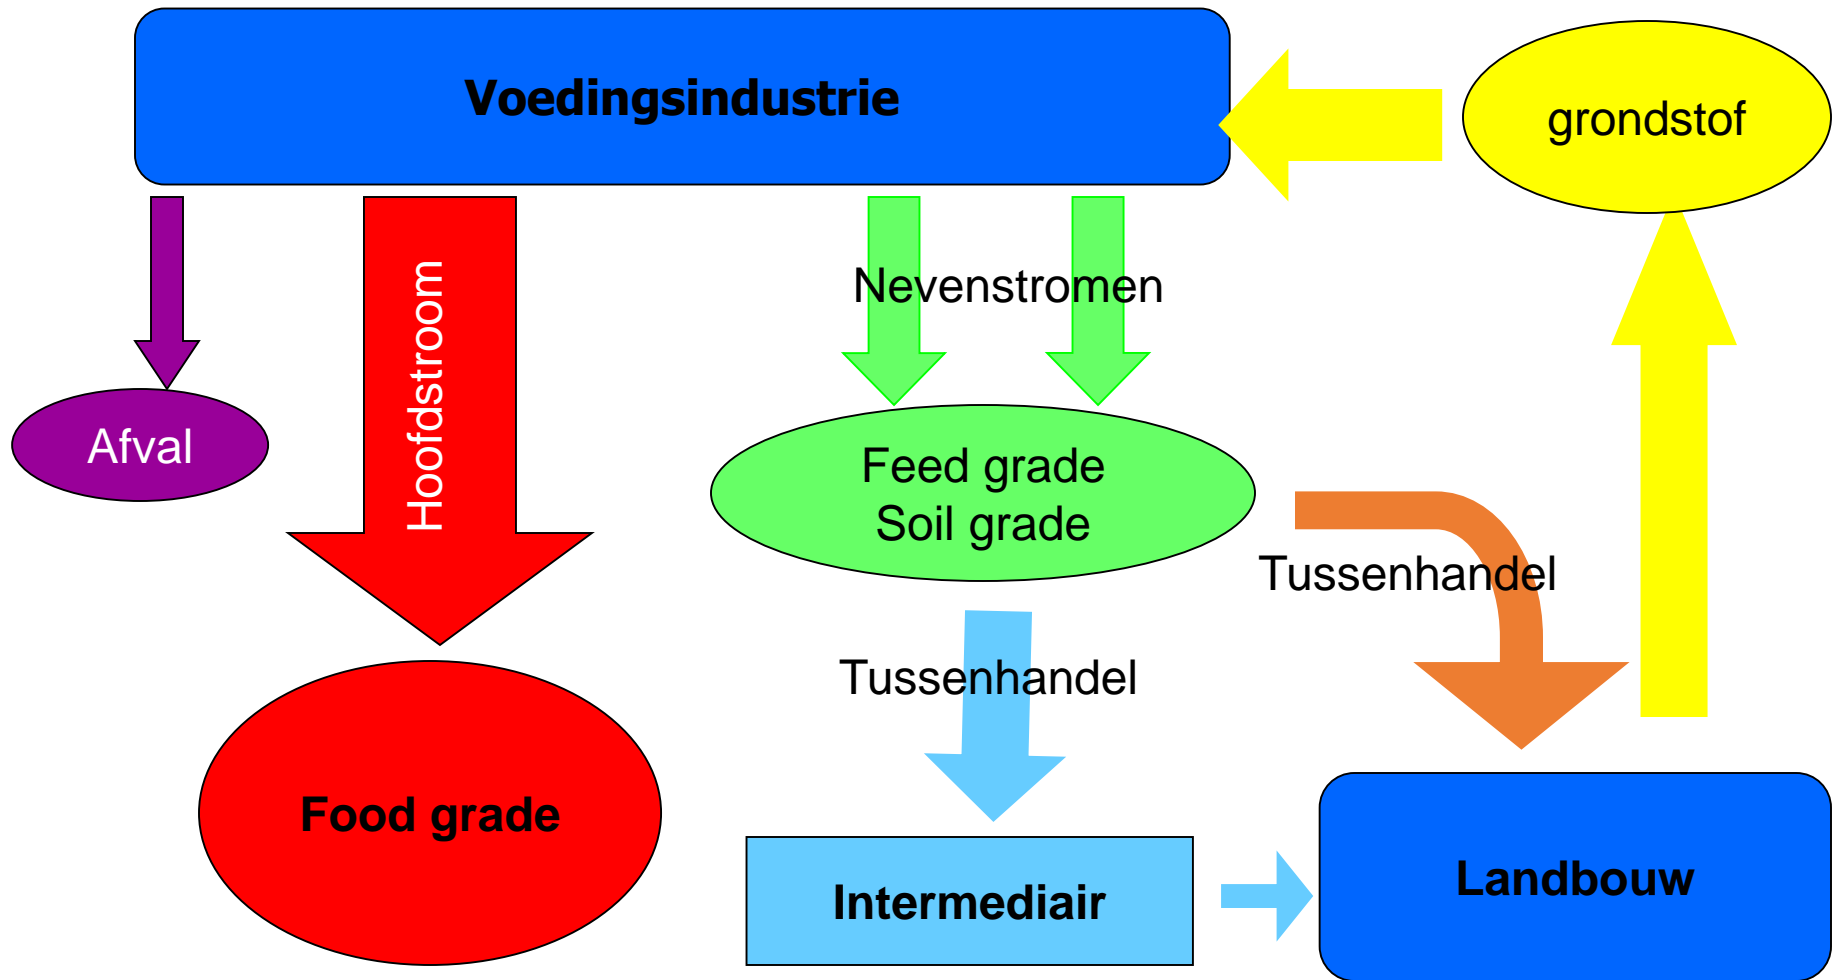 Voedingsindustrie
grondstof
Nevenstromen
Hoofdstroom
Afval
Feed grade
Soil grade
Tussenhandel
Tussenhandel
Food grade
Intermediair
Landbouw